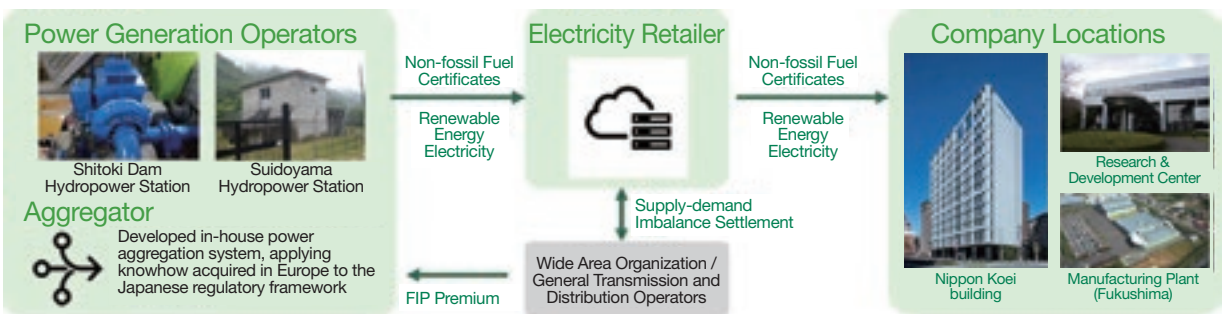 Power Generation Operators
Shitoki Dam
Hydropower Station
Suidoyama
Hydropower Station
Aggregator
Developed in-house power
aggregation system, applying
knowhow acquired in Europe to the
Japanese regulatory framework
Non-fossil Fuel
Certificates
Renewable
Energy
Electricity
Electricity Retailer
Supply-demand
Imbalance Settlement
Wide Area Organization /
General Transmission and
Distribution Operators
FIP Premium
Non-fossil Fuel
Certificates
Renewable
Energy
Electricity
Company Locations
Nippon Koei
building
Research &
Development Center
Manufacturing Plant
(Fukushima)